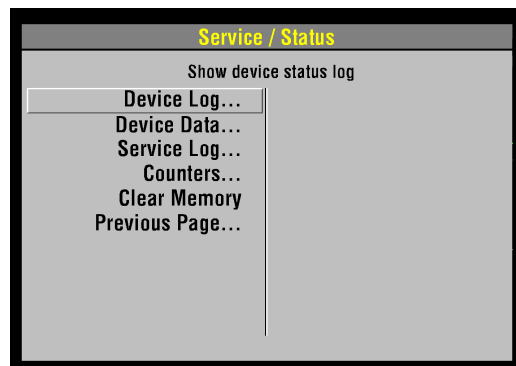 Service / Status
Show device status log
Device Log...
Device Data...
Service Log...
Counters...
Clear Memory
Previous Page...